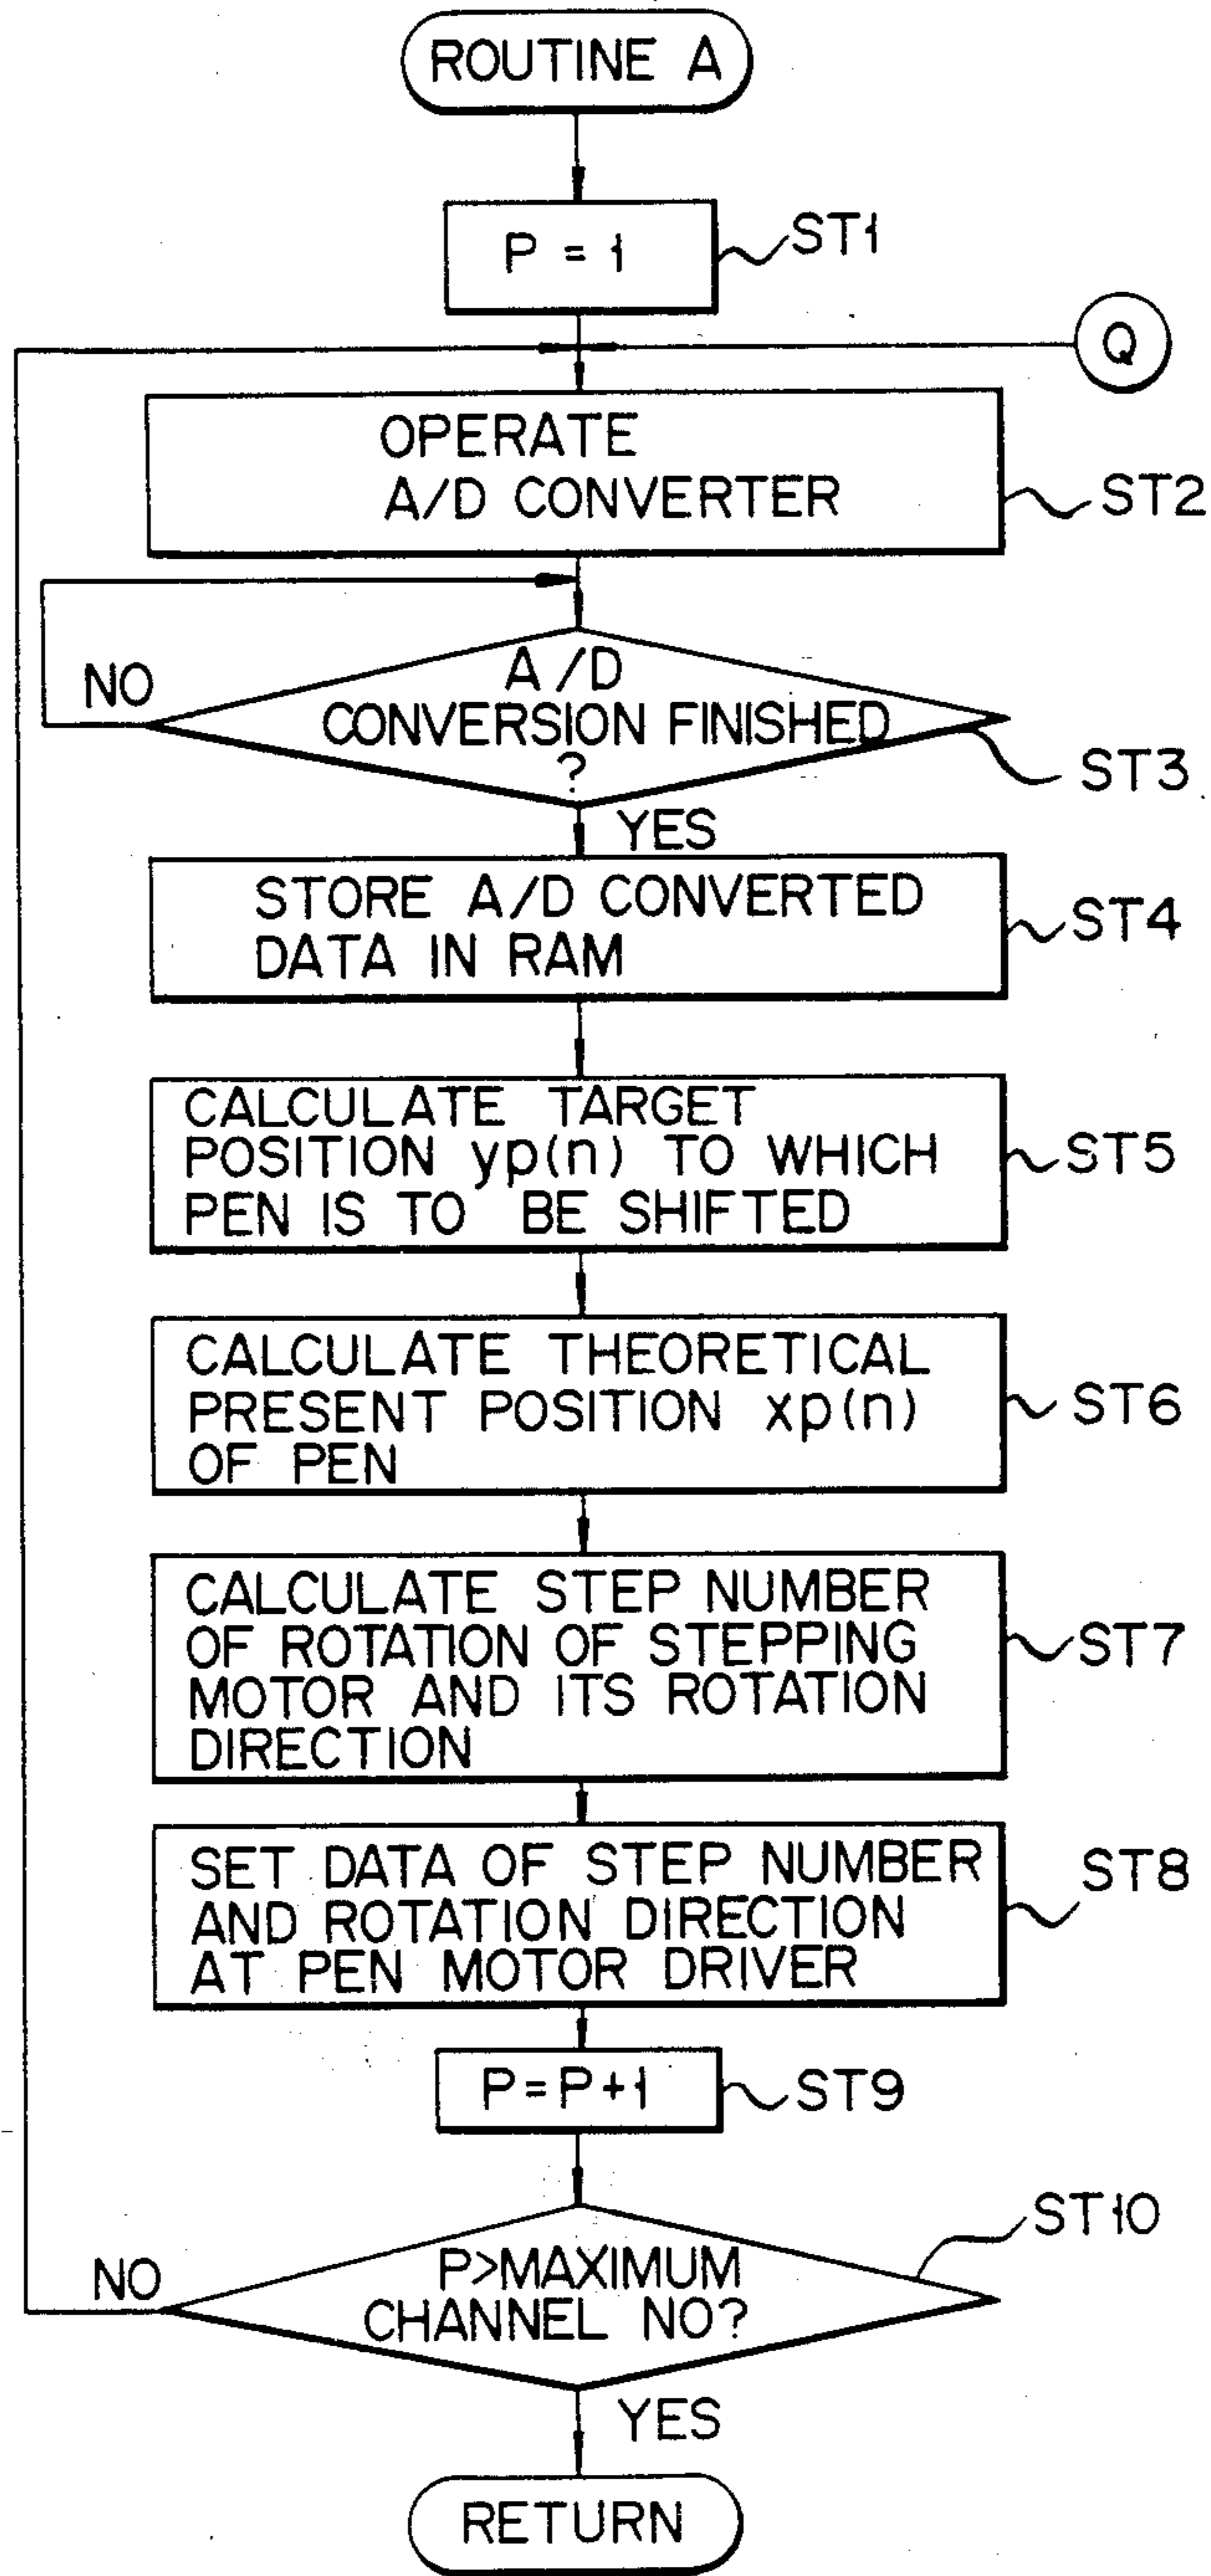 ROUTINE A
P = 1
ST1
Q
OPERATE
A/D CONVERTER
ST2
A/D
CONVERSION FINISHED
?
NO
ST3
YES
STORE A/D CONVERTED
DATA IN RAM
ST4
CALCULATE TARGET
POSITION yp(n) TO WHICH
PEN IS TO BE SHIFTED
ST5
CALCULATE THEORETICAL
PRESENT POSITION xp(n)
OF PEN
ST6
CALCULATE STEP NUMBER
OF ROTATION OF STEPPING
MOTOR AND ITS ROTATION
DIRECTION
ST7
SET DATA OF STEP NUMBER
AND ROTATION DIRECTION
AT PEN MOTOR DRIVER
ST8
P=P+1
ST9
P>MAXIMUM
CHANNEL NO?
ST10
NO
YES
RETURN